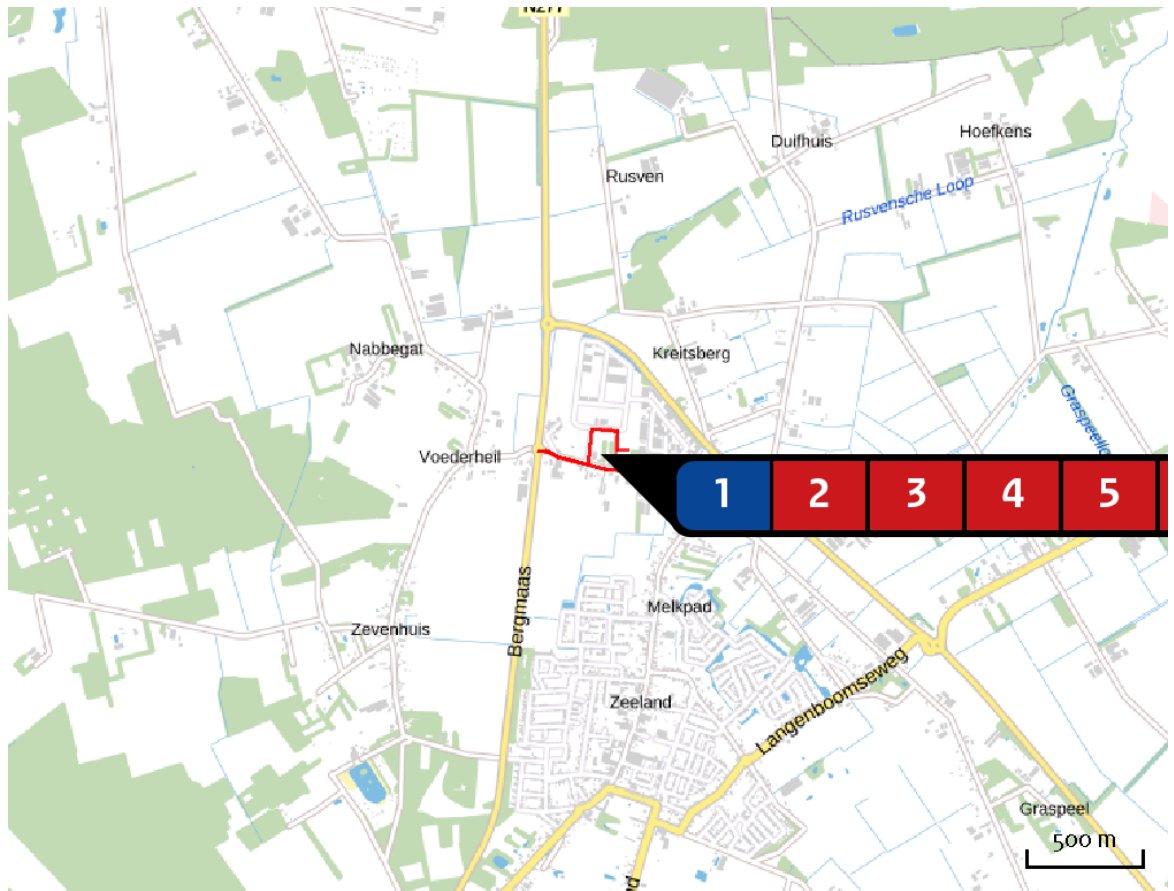 N277
Duifhuis
Hoefkens
Rusven
Rusvensche Loop
Nabbegat
Kreitsberg
Voederheil
1 2 3 4 5
Bergmaas
Melkpad
Zevenhuis
Zeeland
Langenboomseweg
Graspeel
500 m